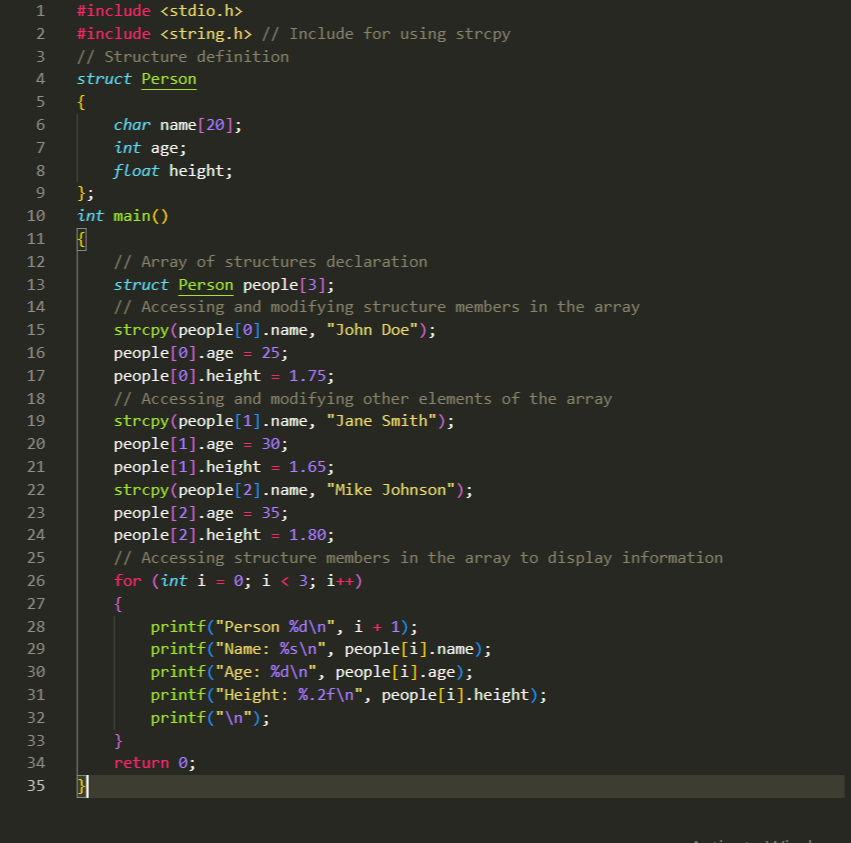 1 #include <stdio.h>
2 #include <string.h> // Include for using strcpy
3 // Structure definition
4 struct Person
5 {
6 char name[20];
7 int age;
8 float height;
9 };
10 int main()
11 {
12 // Array of structures declaration
13 struct Person people[3];
14 // Accessing and modifying structure members in the array
15 strcpy(people[0].name, "John Doe");
16 people[0].age = 25;
17 people[0].height = 1.75;
18 // Accessing and modifying other elements of the array
19 strcpy(people[1].name, "Jane Smith");
20 people[1].age = 30;
21 people[1].height = 1.65;
22 strcpy(people[2].name, "Mike Johnson");
23 people[2].age = 35;
24 people[2].height = 1.80;
25 // Accessing structure members in the array to display information
26 for (int i = 0; i < 3; i++)
27 {
28 printf("Person %d\n", i + 1);
29 printf("Name: %s\n", people[i].name);
30 printf("Age: %d\n", people[i].age);
31 printf("Height: %.2f\n", people[i].height);
32 printf("\n");
33 }
34 return 0;
35 }